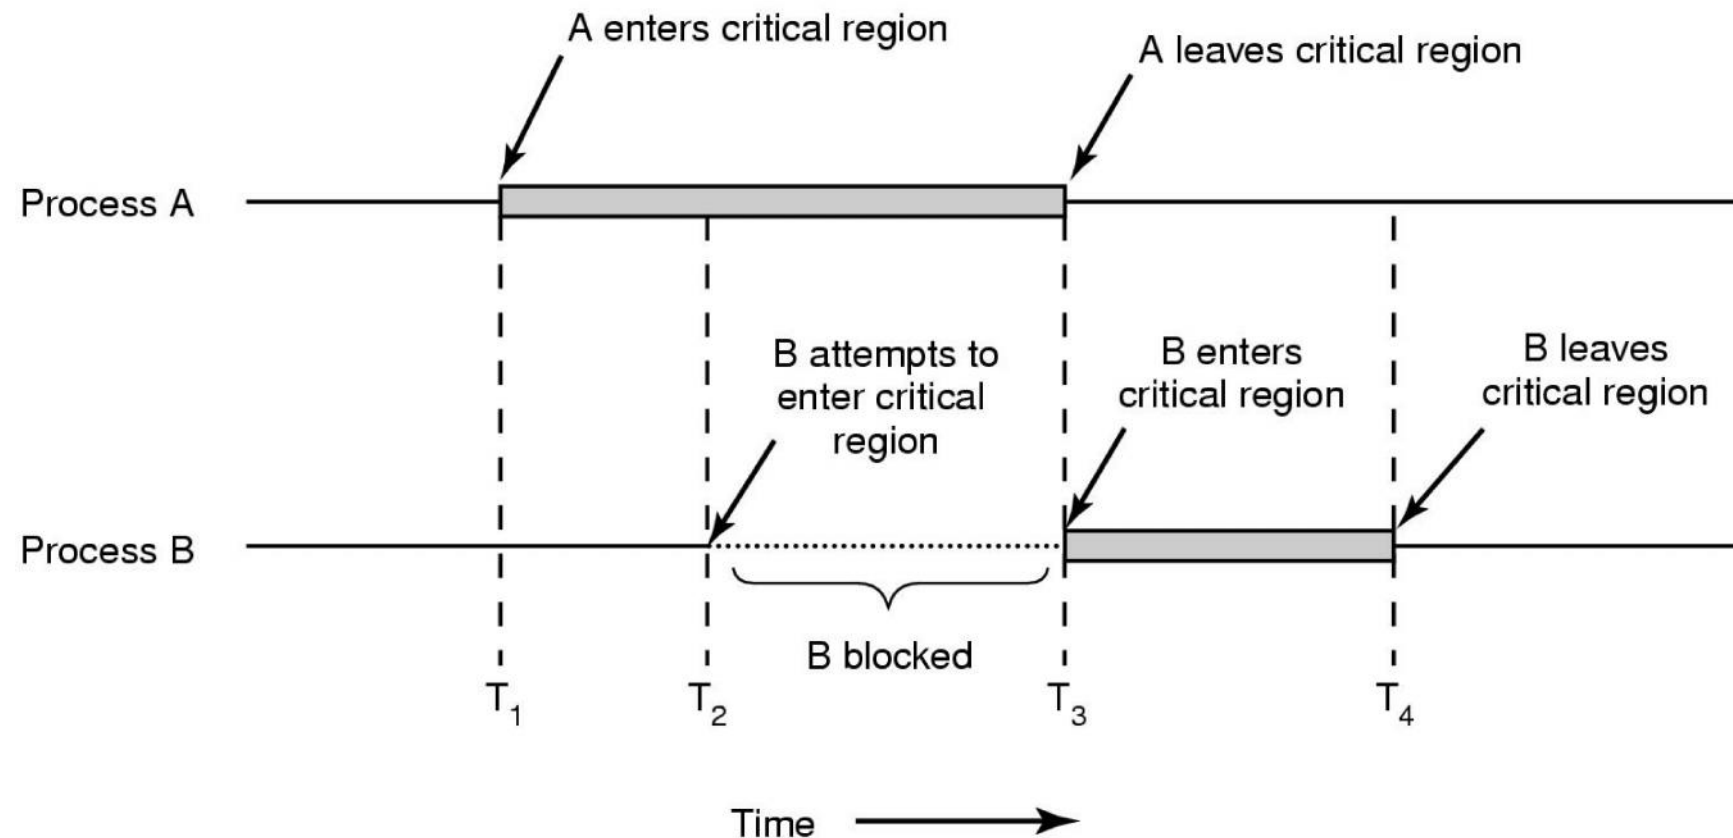 A enters critical region
A leaves critical region
Process A
B attempts to
enter critical
region
B enters
critical region
B leaves
critical region
Process B
B blocked
T1
T2
T3
T4
Time